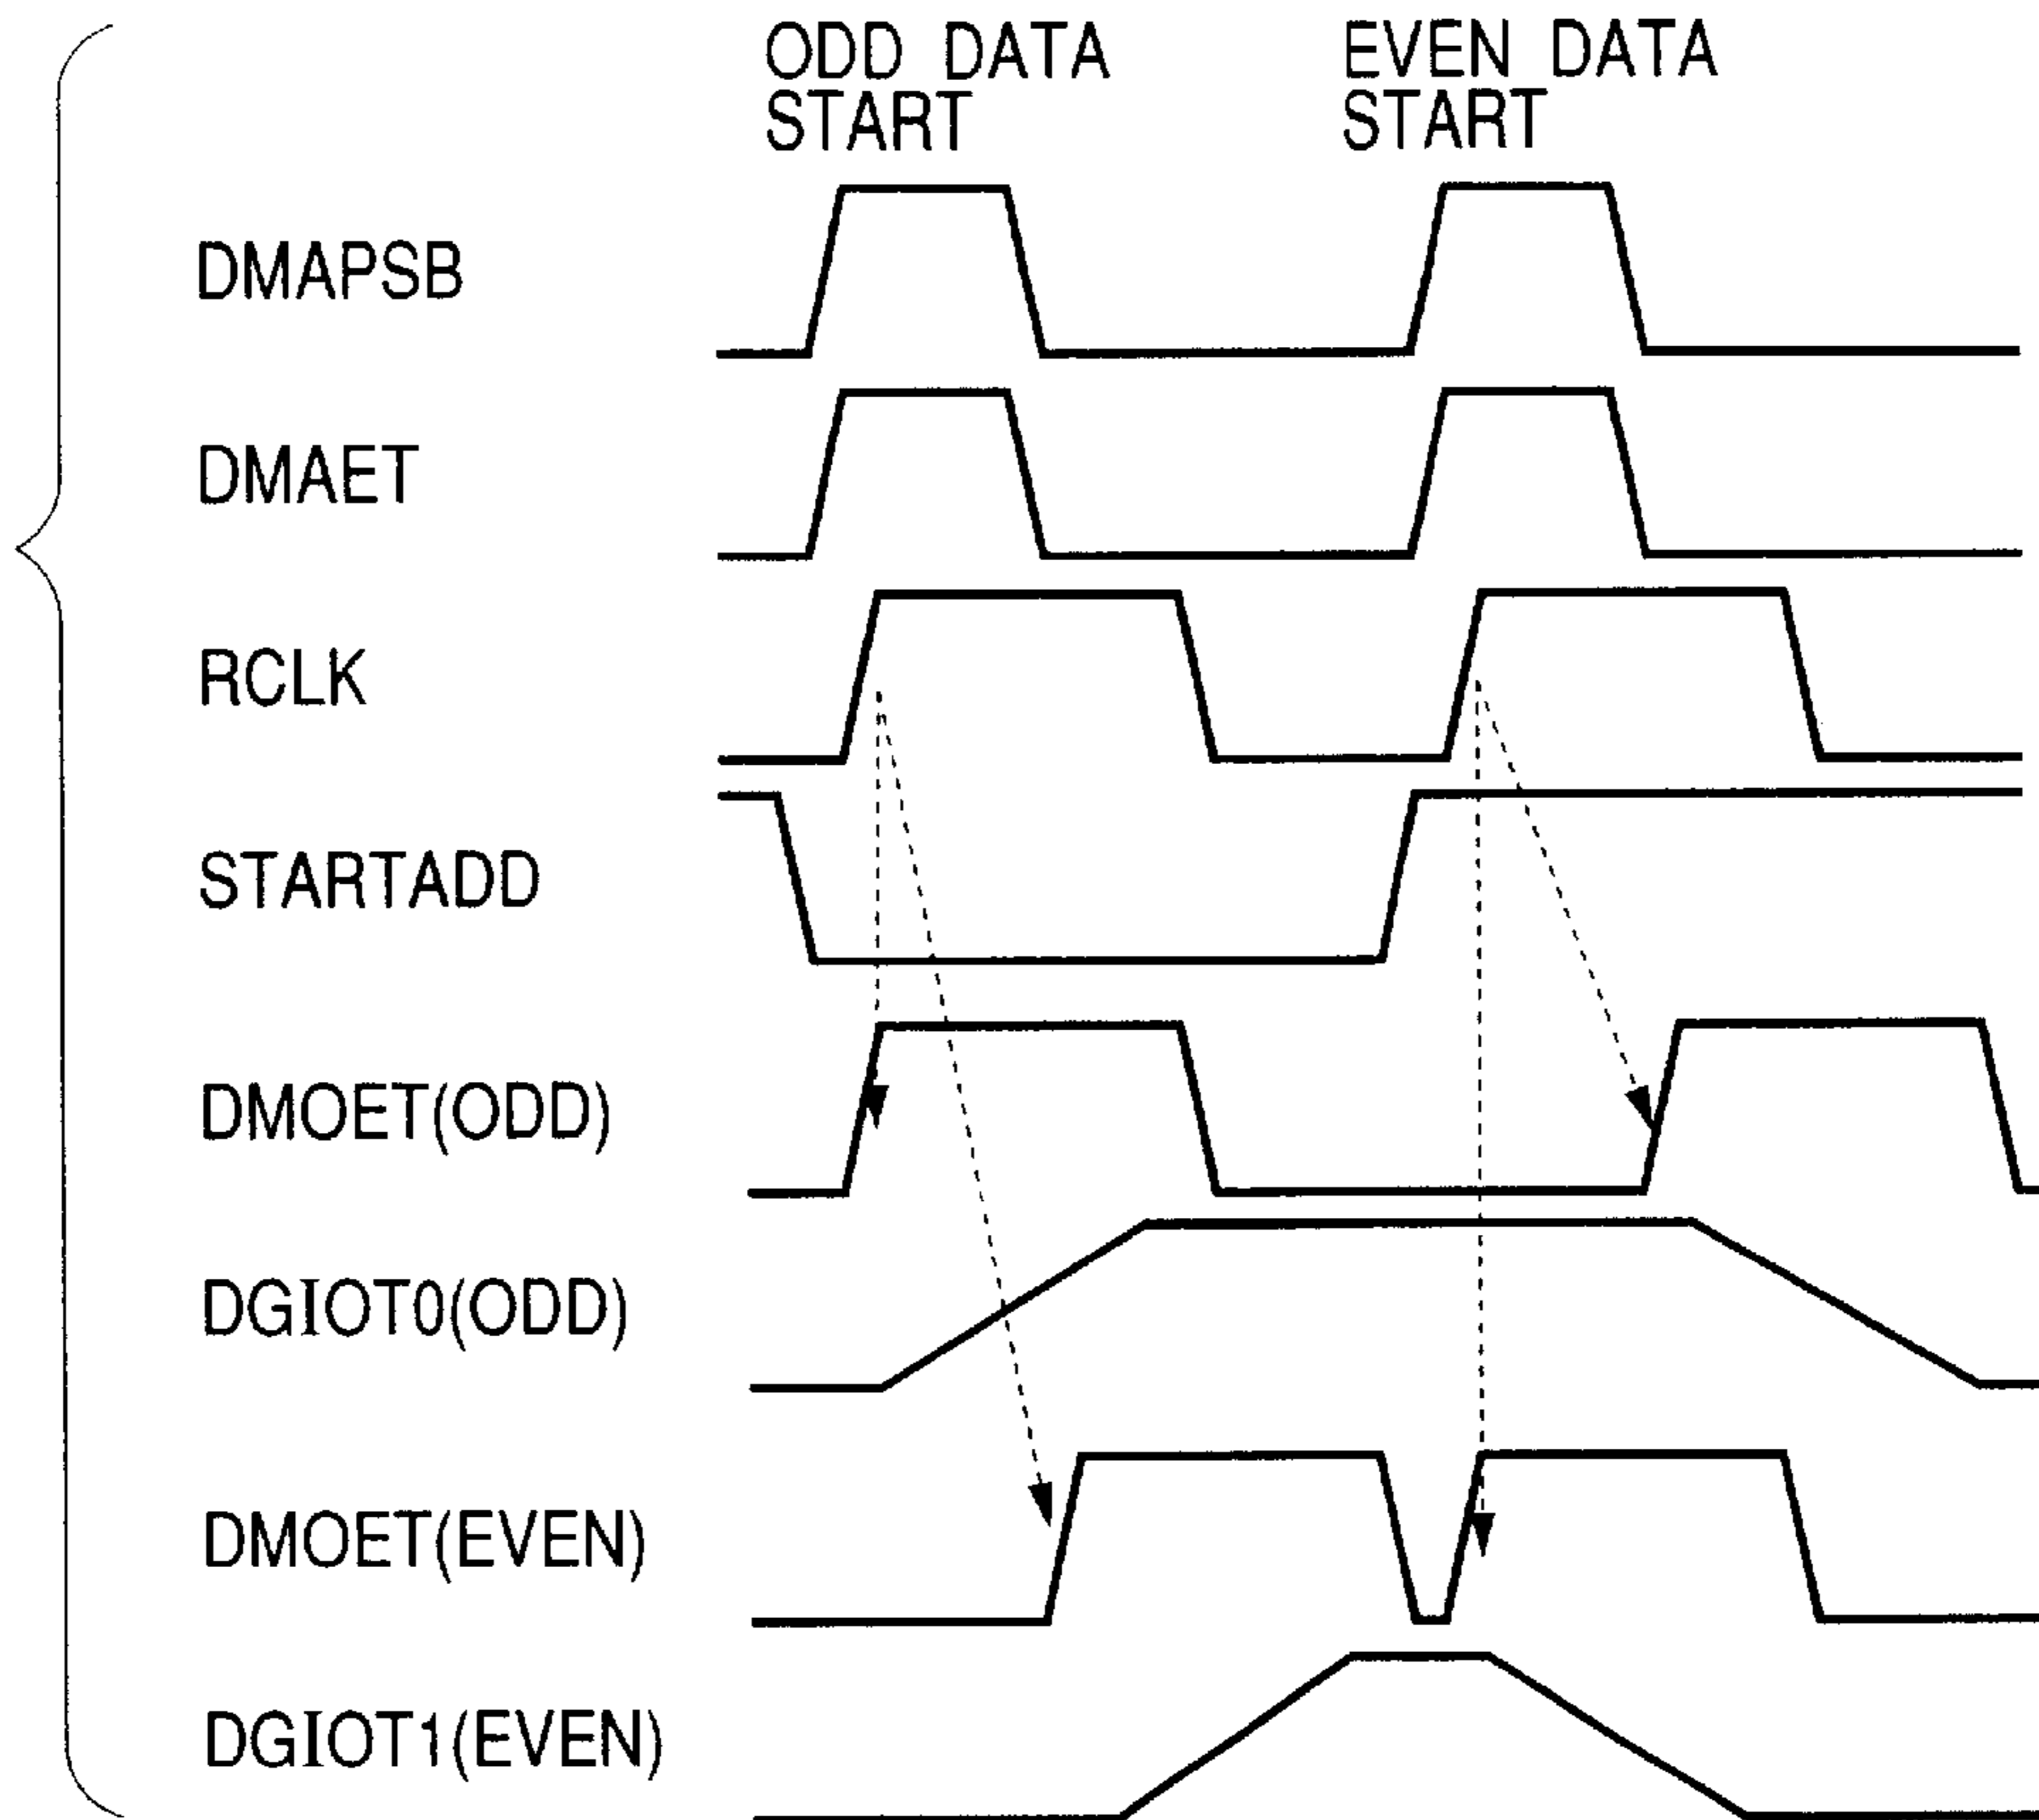 ODD DATA
START
EVEN DATA
START
DMAPSB
DMAET
RCLK
STARTADD
DMOET(ODD)
DGIOT0(ODD)
DMOET(EVEN)
DGIOT1(EVEN)